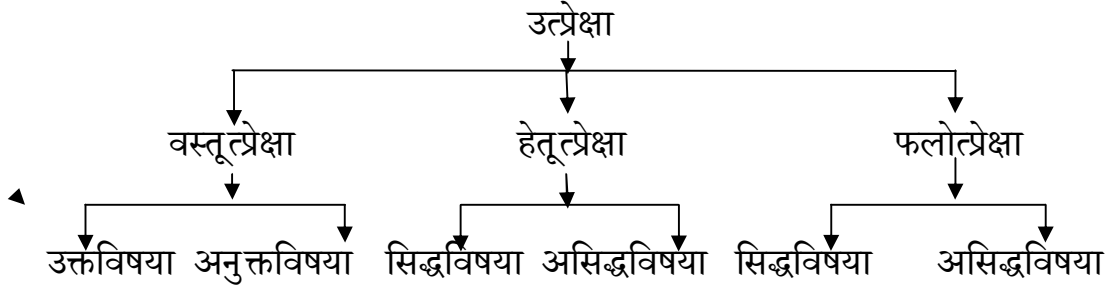 उत्प्रेक्षा
वस्तूत्प्रेक्षा हेतूत्प्रेक्षा फलोत्प्रेक्षा
उक्तविषया अनुक्तविषया सिद्धविषया असिद्धविषया सिद्धविषया असिद्धविषया